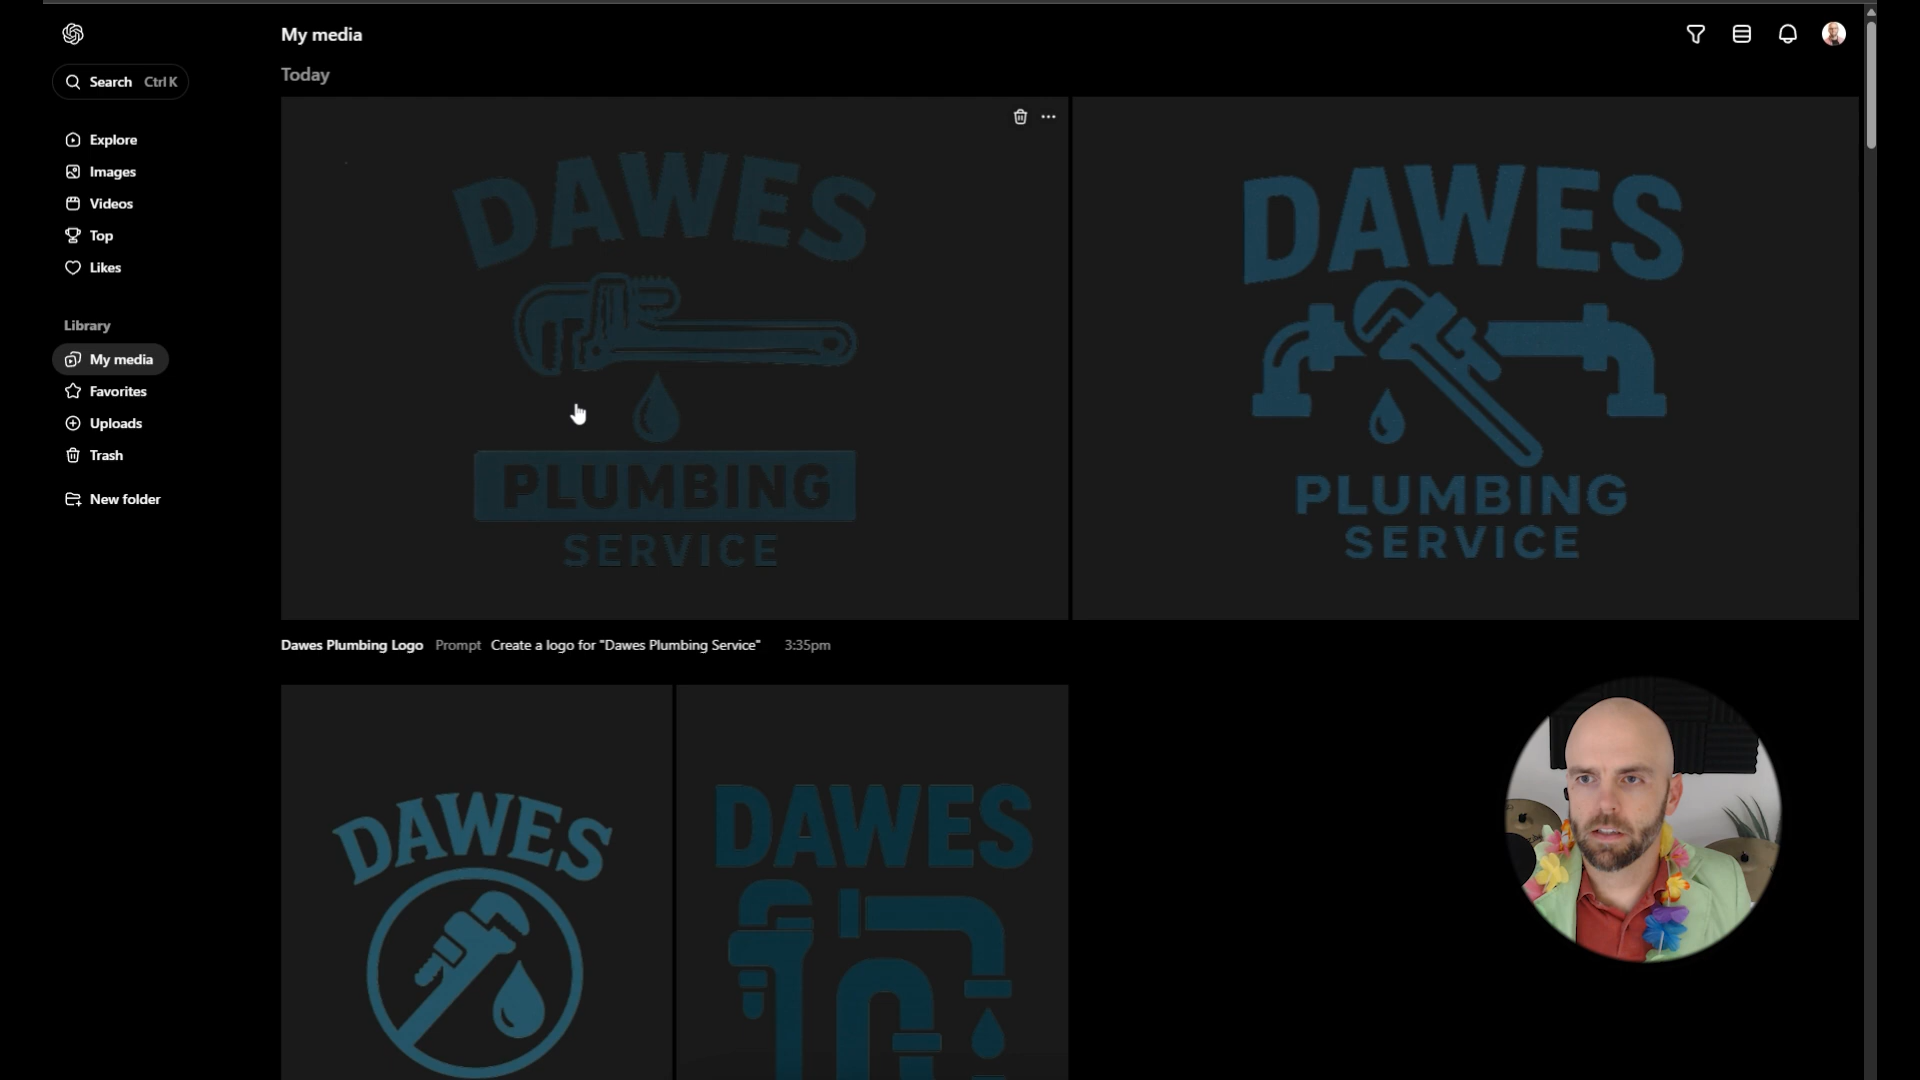 My media
Search Ctrl K
Today
Explore
Images
Videos
Top
Likes
Library
My media
Favorites
Uploads
Trash
New folder
DAWES
PLUMBING
SERVICE
DAWES
PLUMBING
SERVICE
Dawes Plumbing Logo Prompt Create a logo for "Dawes Plumbing Service" 3:35pm
DAWES
DAWES